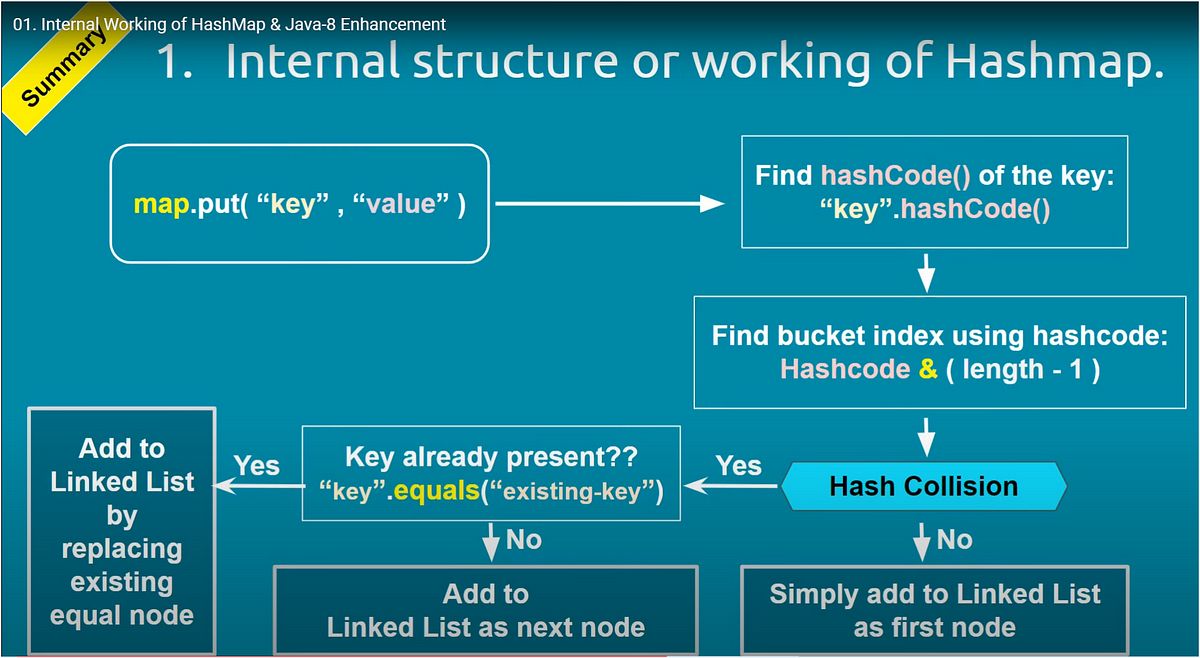 01. Internal Working of HashMap & Java-8 Enhancement
Summary
1. Internal structure or working of Hashmap.
map.put( “key” , “value” )
Find hashCode() of the key:
“key”.hashCode()
Find bucket index using hashcode:
Hashcode & ( length - 1 )
Hash Collision
Yes
No
Key already present??
“key”.equals(“existing-key”)
Yes
No
Add to
Linked List
by
replacing
existing
equal node
Add to
Linked List as next node
Simply add to Linked List
as first node